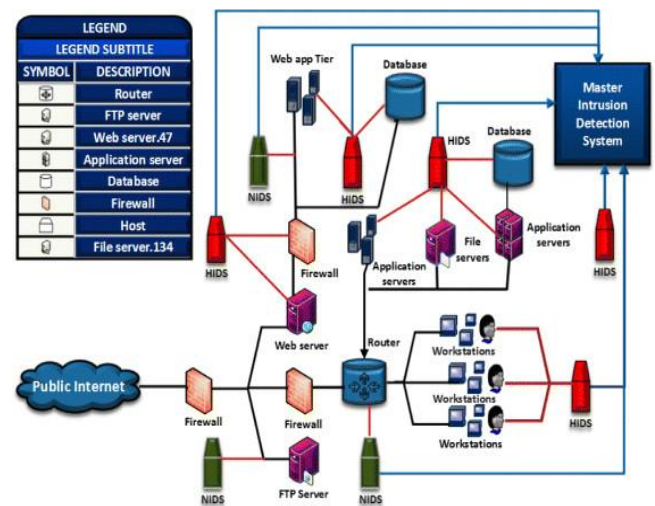 LEGEND
LEGEND SUBTITLE
SYMBOL DESCRIPTION
Router
FTP server
Web server.47
Application server
Database
Firewall
Host
File server.134
Web app Tier
Database
Master
Intrusion
Detection
System
HIDS
Database
NIDS
HIDS
HIDS
Firewall
Application
servers
File
servers
Application
servers
HIDS
Web server
Router
Workstations
Public Internet
Workstations
Firewall
Firewall
Workstations
HIDS
NIDS
FTP Server
NIDS